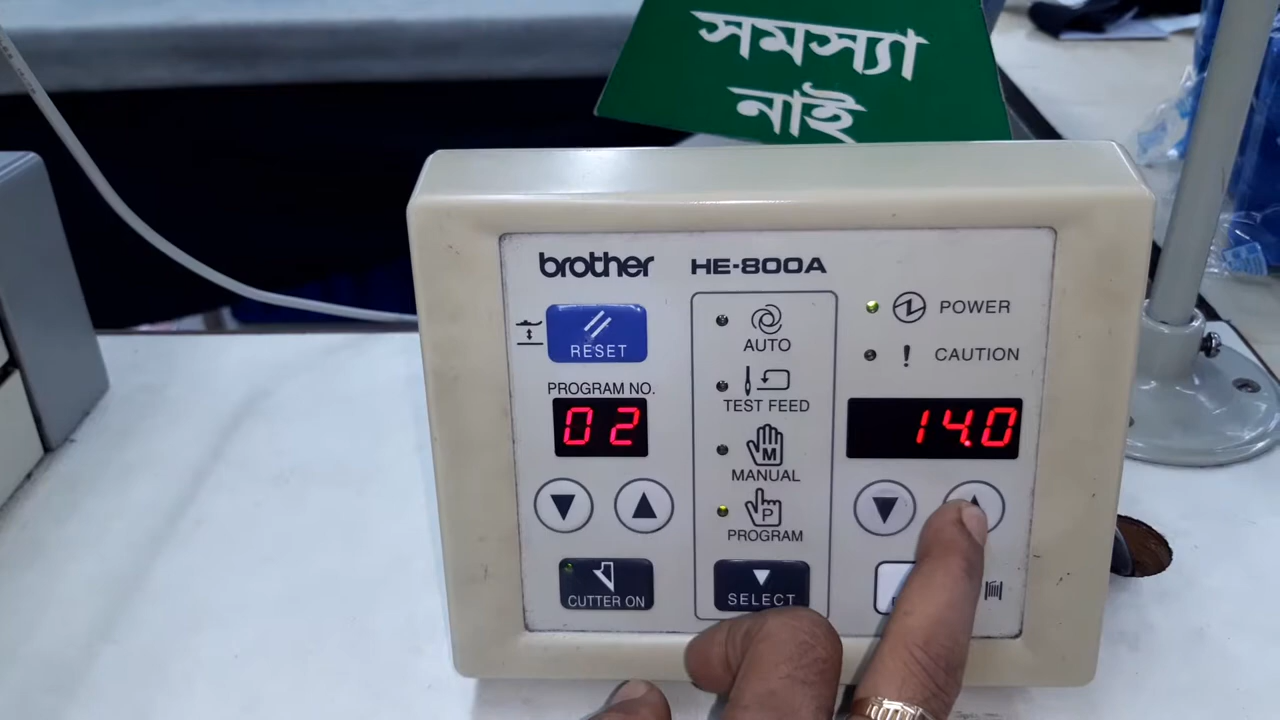 সমস্যা
নাই
brother HE-800A
RESET
PROGRAM NO.
02
CUTTER ON
AUTO
TEST FEED
M
MANUAL
P
PROGRAM
SELECT
POWER
! CAUTION
14.0